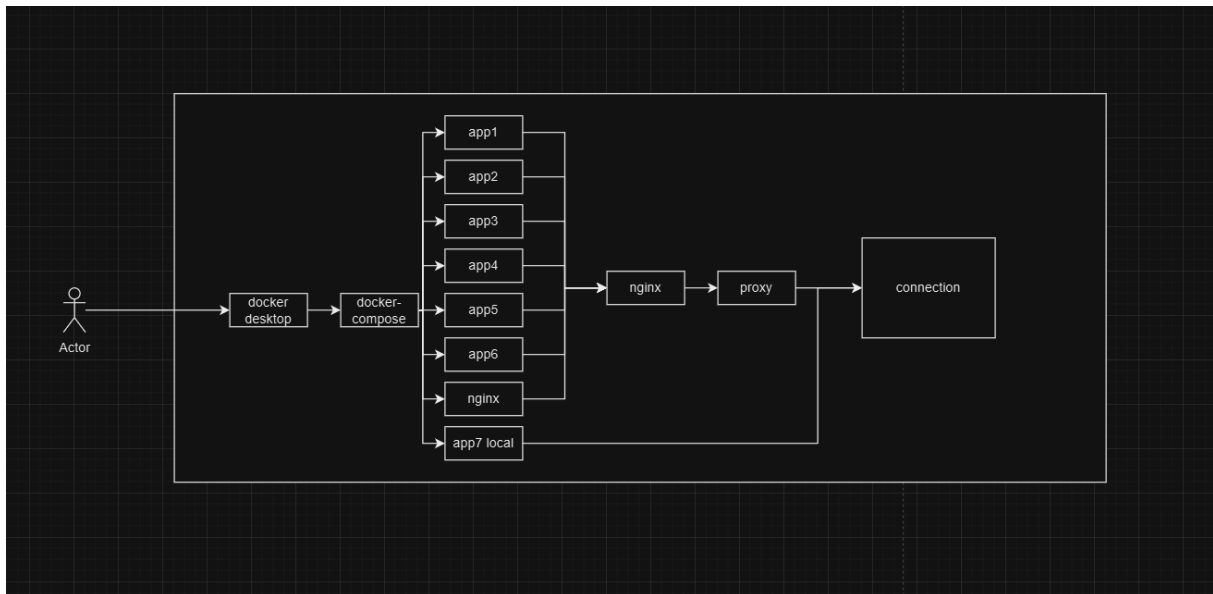 Actor
docker
desktop
docker-
compose
app1
app2
app3
app4
app5
app6
nginx
app7 local
nginx
proxy
connection